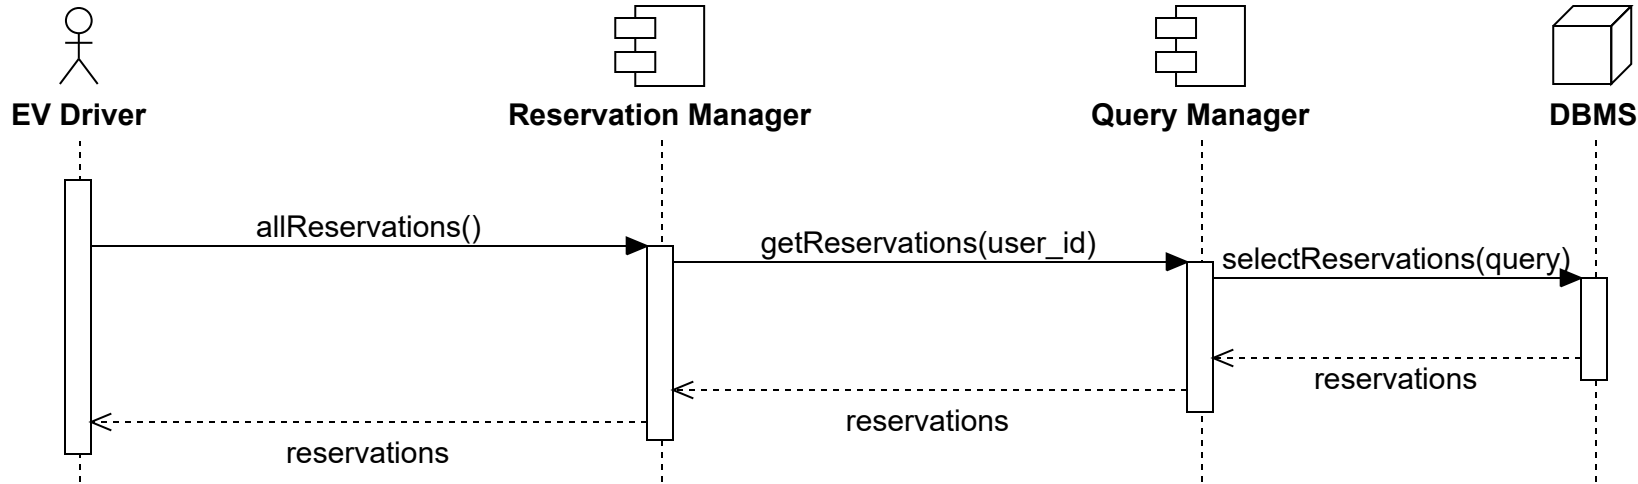 EV Driver
Reservation Manager
Query Manager
DBMS
allReservations()
getReservations(user_id)
selectReservations(query)
reservations
reservations
reservations